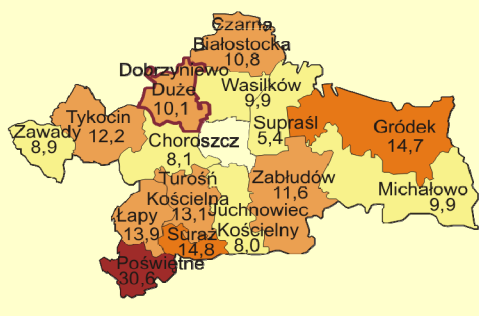 Czarna
Białostocka
10,8
Dobrzyniewo
Duże
10,1
Wasilków
9,9
Tykocin
12,2
Zawady
8,9
Choroszcz
8,1
Supraśl
5,4
Gródek
14,7
Michałowo
9,9
Zabłudów
11,6
Turośń
Kościelna
13,1
Juchnowiec
Kościelny
8,0
Łapy
13,9
Suraż
14,8
Poświętne
30,6